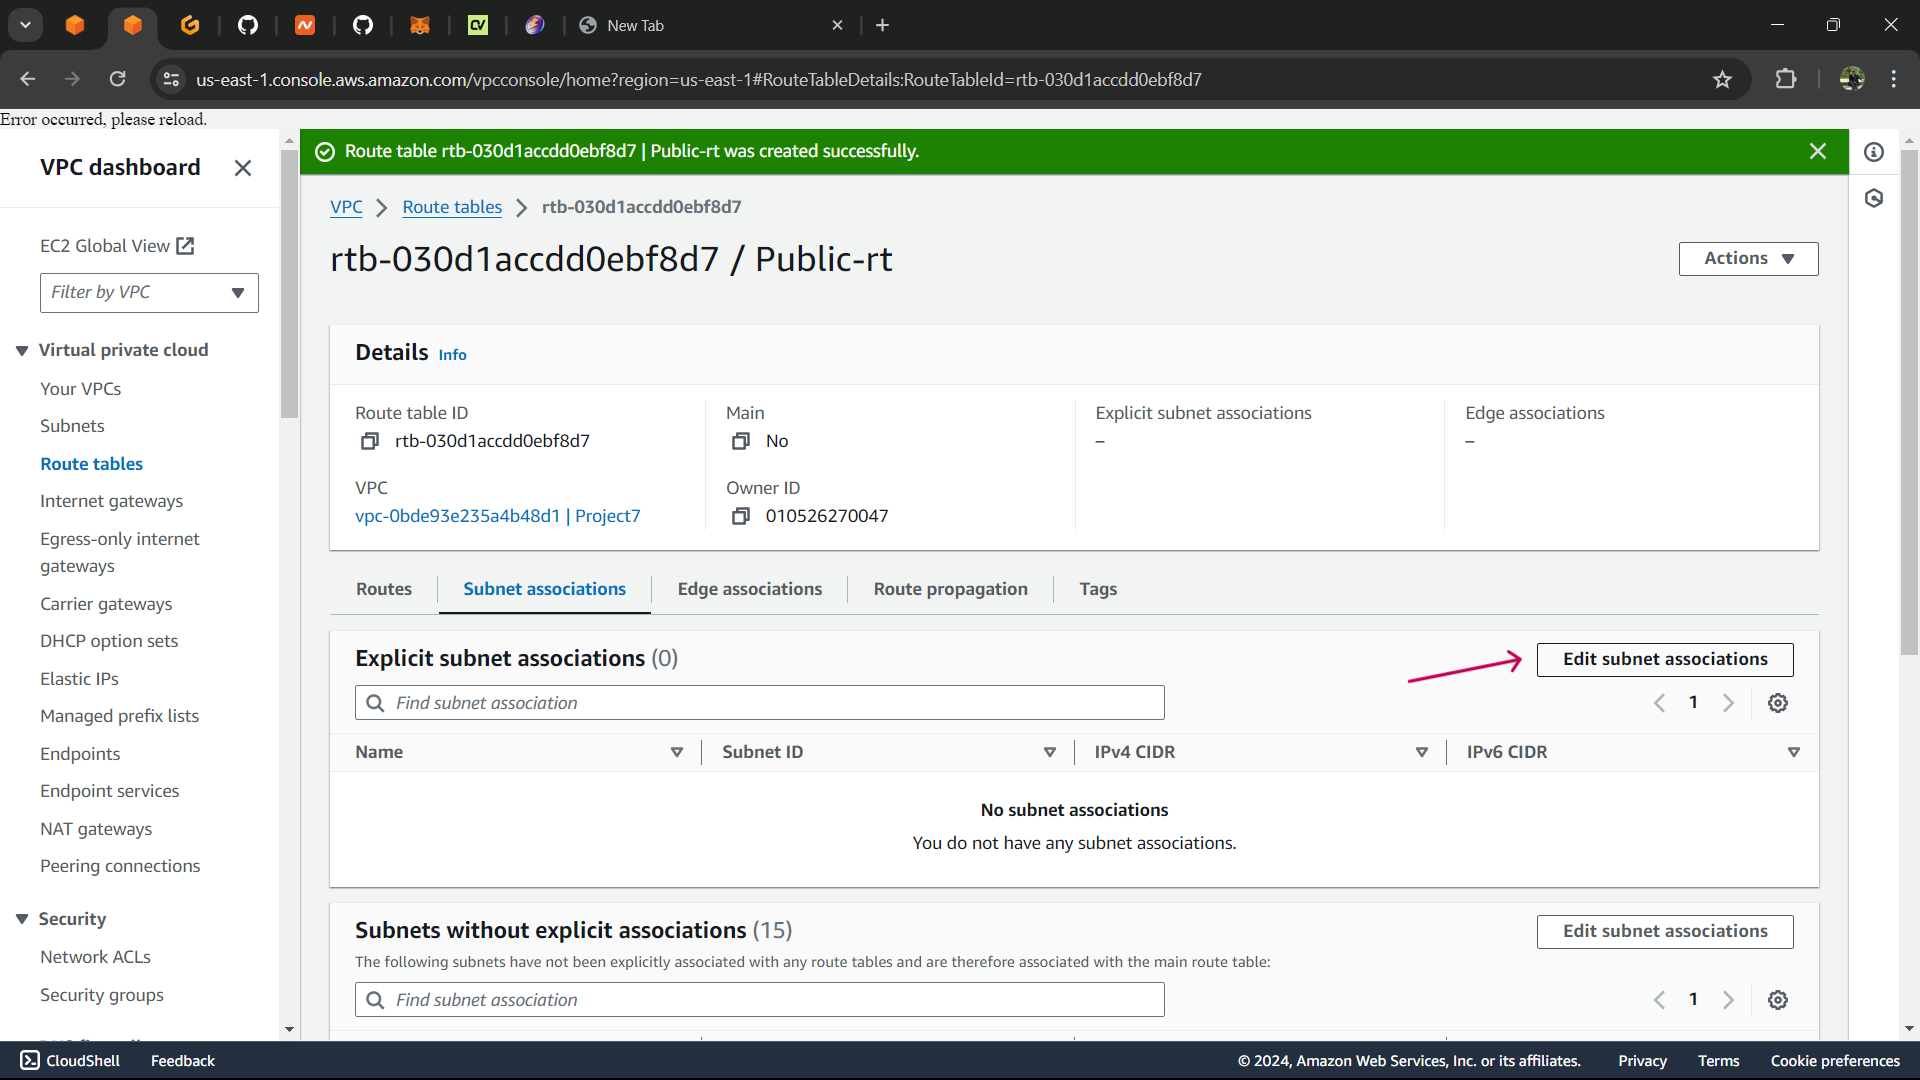 New Tab
us-east-1.console.aws.amazon.com/vpcconsole/home?region=us-east-1#RouteTableDetails:RouteTableId=rtb-030d1accdd0ebf8d7
Error occurred, please reload.
VPC dashboard
EC2 Global View
Filter by VPC
Virtual private cloud
Your VPCs
Subnets
Route tables
Internet gateways
Egress-only internet
gateways
Carrier gateways
DHCP option sets
Elastic IPs
Managed prefix lists
Endpoints
Endpoint services
NAT gateways
Peering connections
Security
Network ACLs
Security groups
Route table rtb-030d1accdd0ebf8d7 | Public-rt was created successfully.
VPC > Route tables > rtb-030d1accdd0ebf8d7
rtb-030d1accdd0ebf8d7 / Public-rt
Actions
Details Info
Route table ID
rtb-030d1accdd0ebf8d7
Main
No
Explicit subnet associations
–
Edge associations
–
VPC
vpc-0bde93e235a4b48d1 | Project7
Owner ID
010526270047
Routes
Subnet associations
Edge associations
Route propagation
Tags
Explicit subnet associations (0)
Edit subnet associations
Find subnet association
1
Name
Subnet ID
IPv4 CIDR
IPv6 CIDR
No subnet associations
You do not have any subnet associations.
Subnets without explicit associations (15)
Edit subnet associations
The following subnets have not been explicitly associated with any route tables and are therefore associated with the main route table:
Find subnet association
1
CloudShell
Feedback
© 2024, Amazon Web Services, Inc. or its affiliates.
Privacy
Terms
Cookie preferences